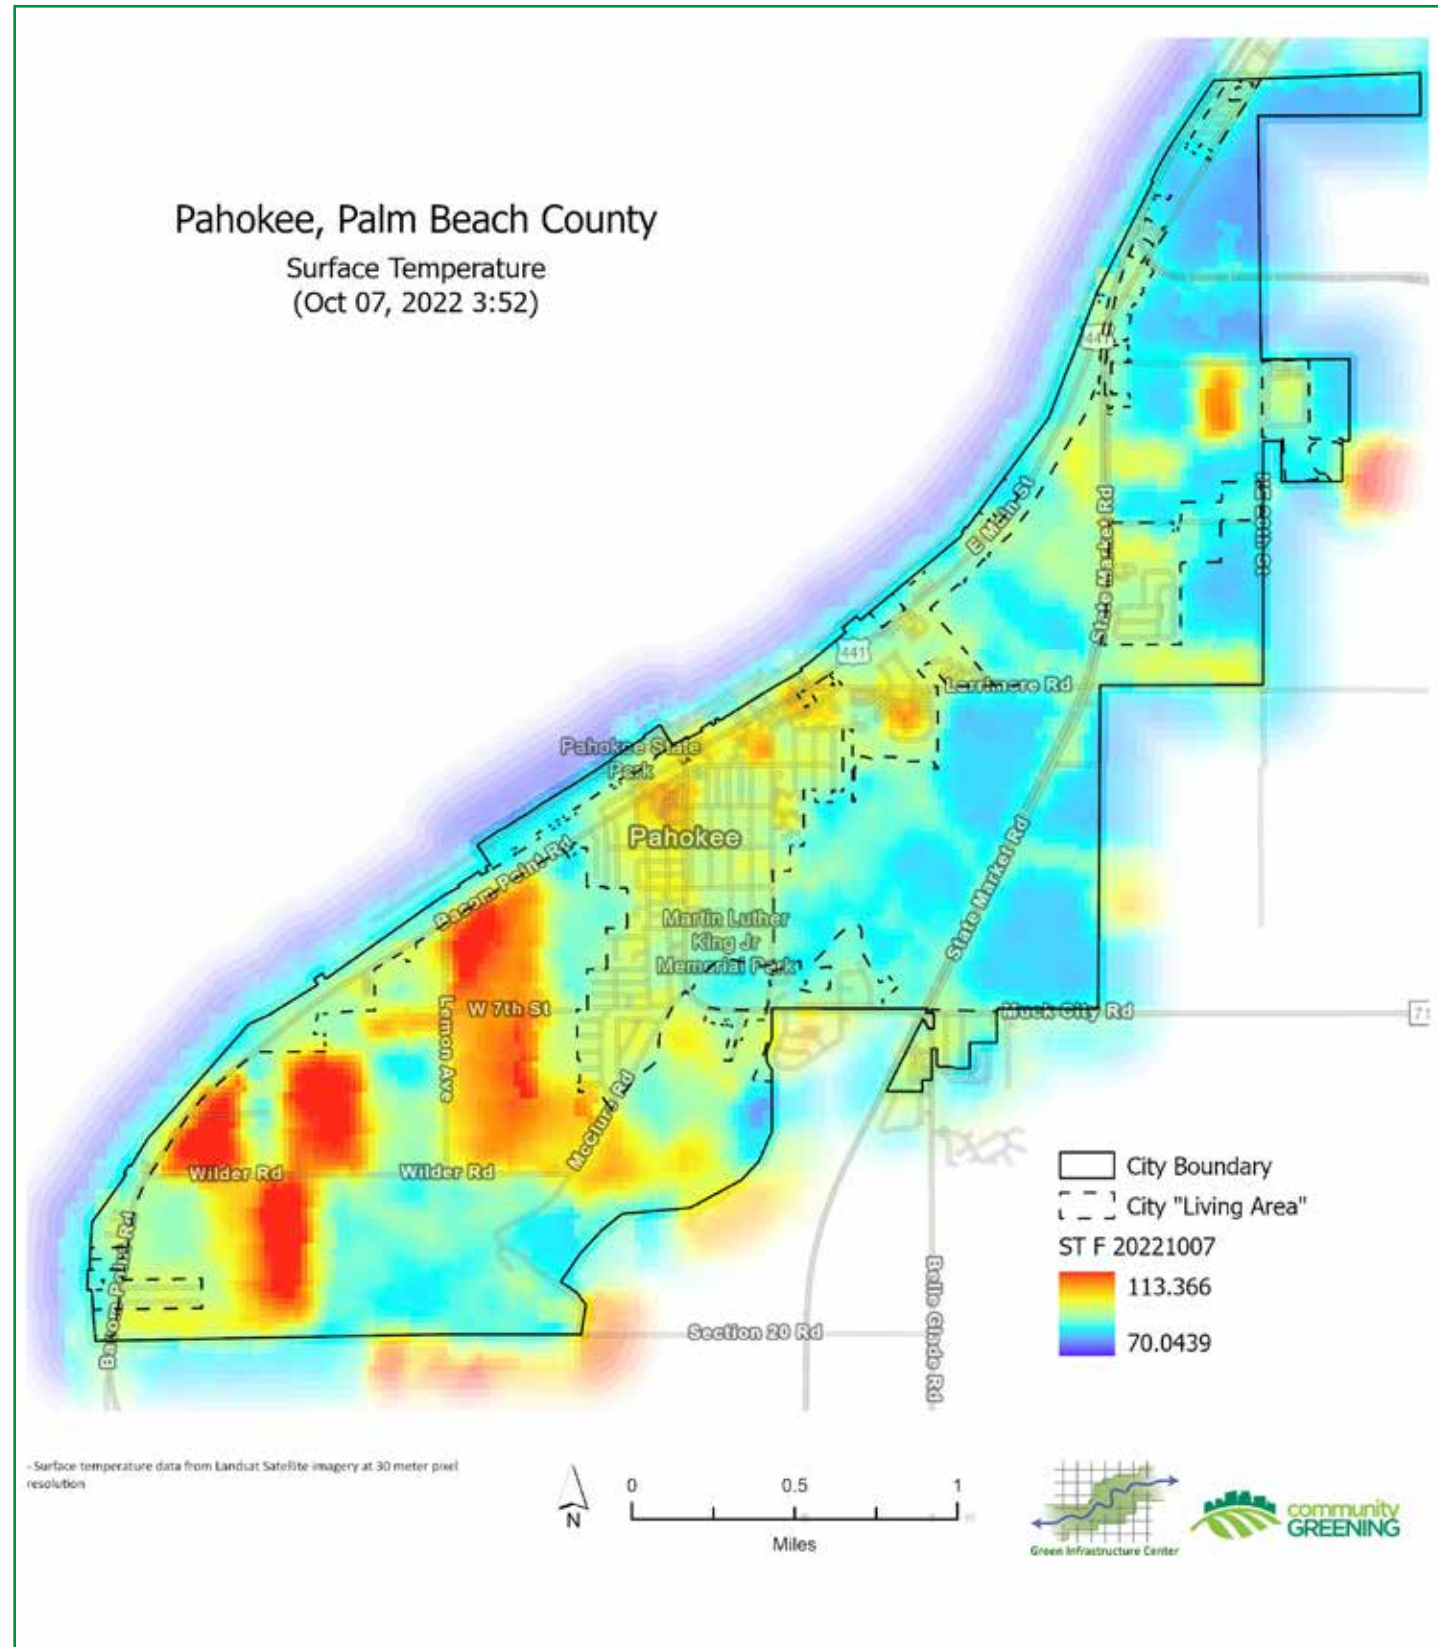 Pahokee, Palm Beach County
Surface Temperature
(Oct 07, 2022 3:52)
441
E Main St
State Market Rd
441
Larrimore Rd
Pahokee State
Park
Pahokee
Bacom Point Rd
State Market Rd
Martin Luther
King Jr
Memorial Park
Lemon Ave
W 7th St
Muck City Rd
71
McClure Rd
Wilder Rd
Wilder Rd
Bacom Point Rd
Section 20 Rd
Belle Glade Rd
City Boundary
City "Living Area"
ST F 20221007
113.366
70.0439
- Surface temperature data from Landsat Satellite imagery at 30 meter pixel
resolution
N
0 0.5 1
Miles
Green Infrastructure Center
community
GREENING